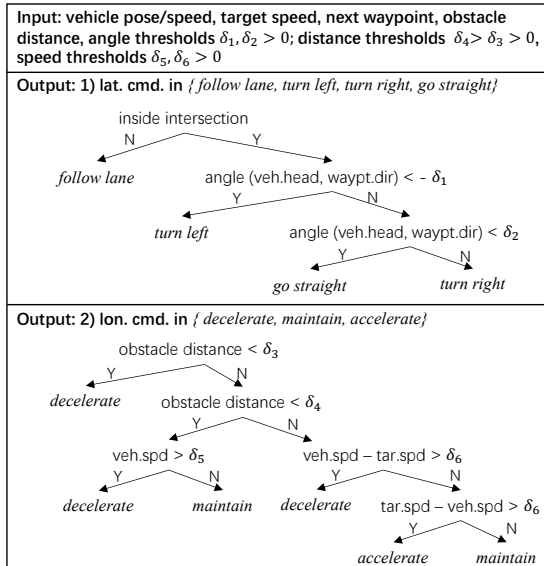 Input: vehicle pose/speed, target speed, next waypoint, obstacle
distance, angle thresholds δ₁, δ₂ > 0; distance thresholds δ₄> δ₃ > 0,
speed thresholds δ₅, δ₆ > 0
Output: 1) lat. cmd. in { follow lane, turn left, turn right, go straight}
inside intersection
N Y
follow lane angle (veh.head, waypt.dir) < - δ₁
Y N
turn left angle (veh.head, waypt.dir) < δ₂
Y N
go straight turn right
Output: 2) lon. cmd. in { decelerate, maintain, accelerate}
obstacle distance < δ₃
Y N
decelerate obstacle distance < δ₄
Y N
veh.spd > δ₅ veh.spd – tar.spd > δ₆
Y N Y N
decelerate maintain decelerate tar.spd – veh.spd > δ₆
Y N
accelerate maintain